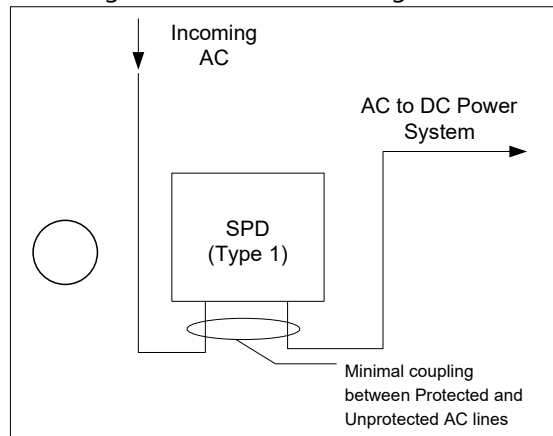 Incoming
AC
AC to DC Power
System
SPD
(Type 1)
Minimal coupling
between Protected and
Unprotected AC lines